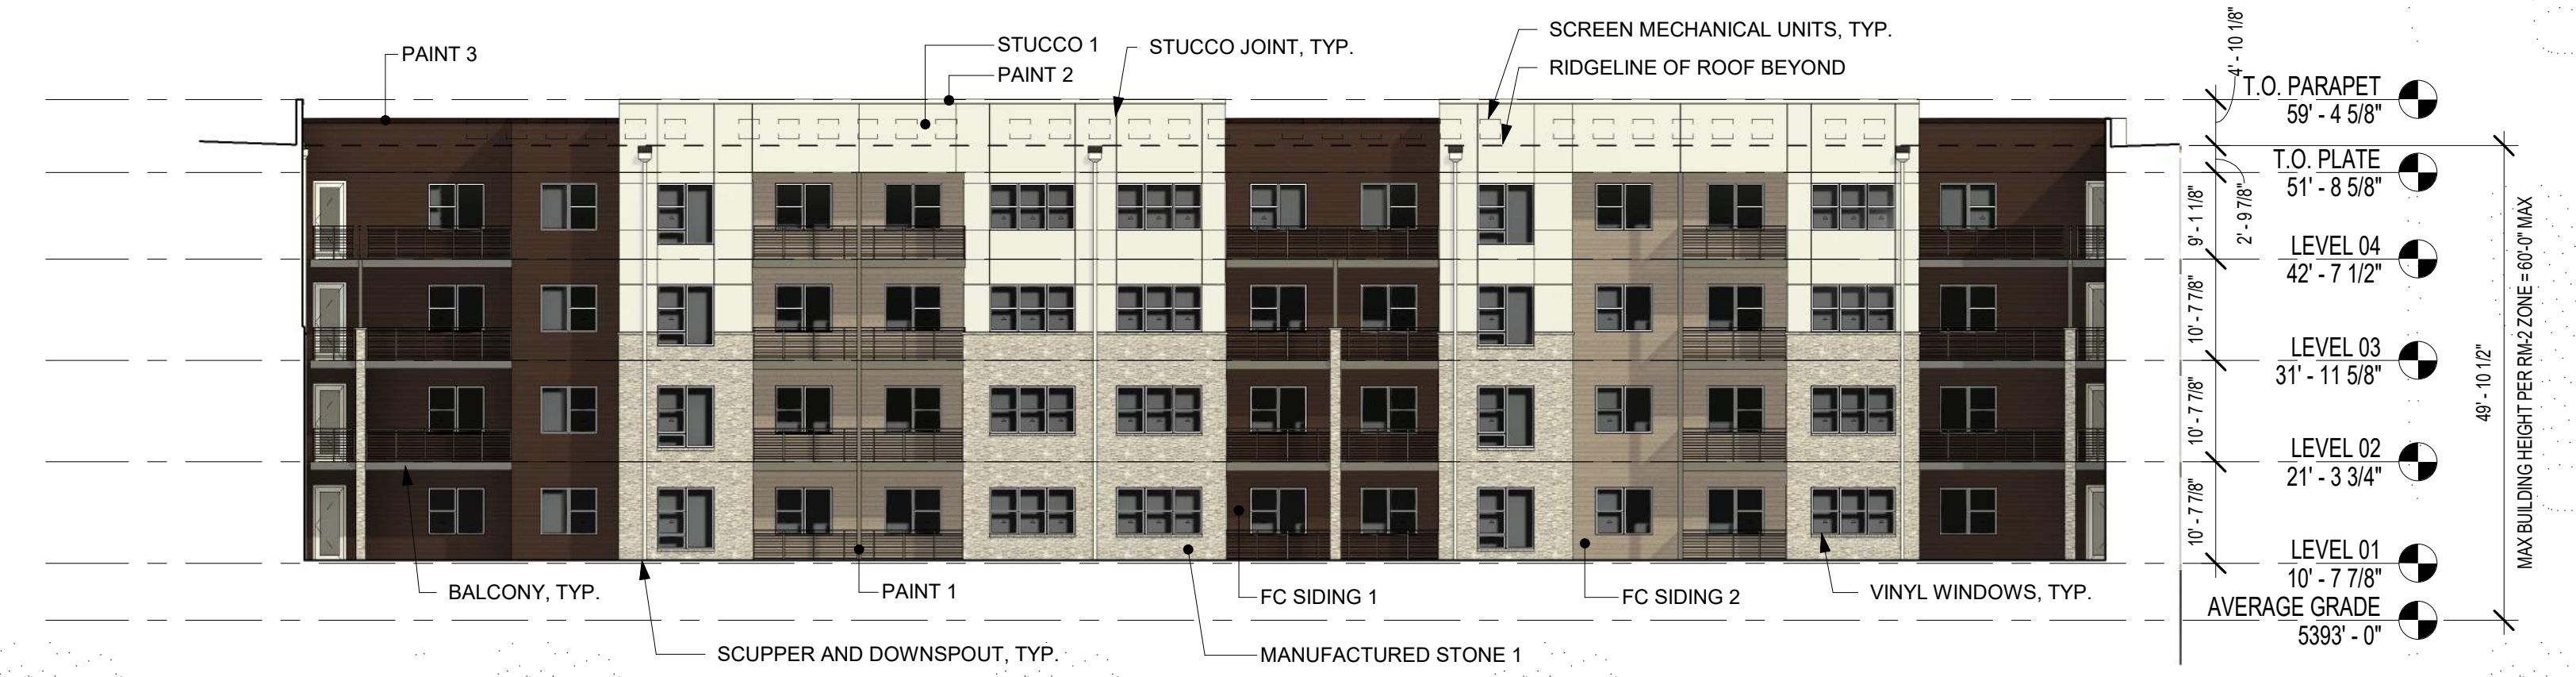 PAINT 3
STUCCO 1
PAINT 2
STUCCO JOINT, TYP.
SCREEN MECHANICAL UNITS, TYP.
RIDGELINE OF ROOF BEYOND
4' - 10 1/8"
T.O. PARAPET
59' - 4 5/8"
T.O. PLATE
51' - 8 5/8"
9' - 1 1/8"
2' - 9 7/8"
LEVEL 04
42' - 7 1/2"
10' - 7 7/8"
LEVEL 03
31' - 11 5/8"
10' - 7 7/8"
LEVEL 02
21' - 3 3/4"
10' - 7 7/8"
LEVEL 01
10' - 7 7/8"
AVERAGE GRADE
5393' - 0"
49' - 10 1/2"
MAX BUILDING HEIGHT PER RM-2 ZONE = 60'-0" MAX
BALCONY, TYP.
PAINT 1
FC SIDING 1
FC SIDING 2
VINYL WINDOWS, TYP.
SCUPPER AND DOWNSPOUT, TYP.
MANUFACTURED STONE 1